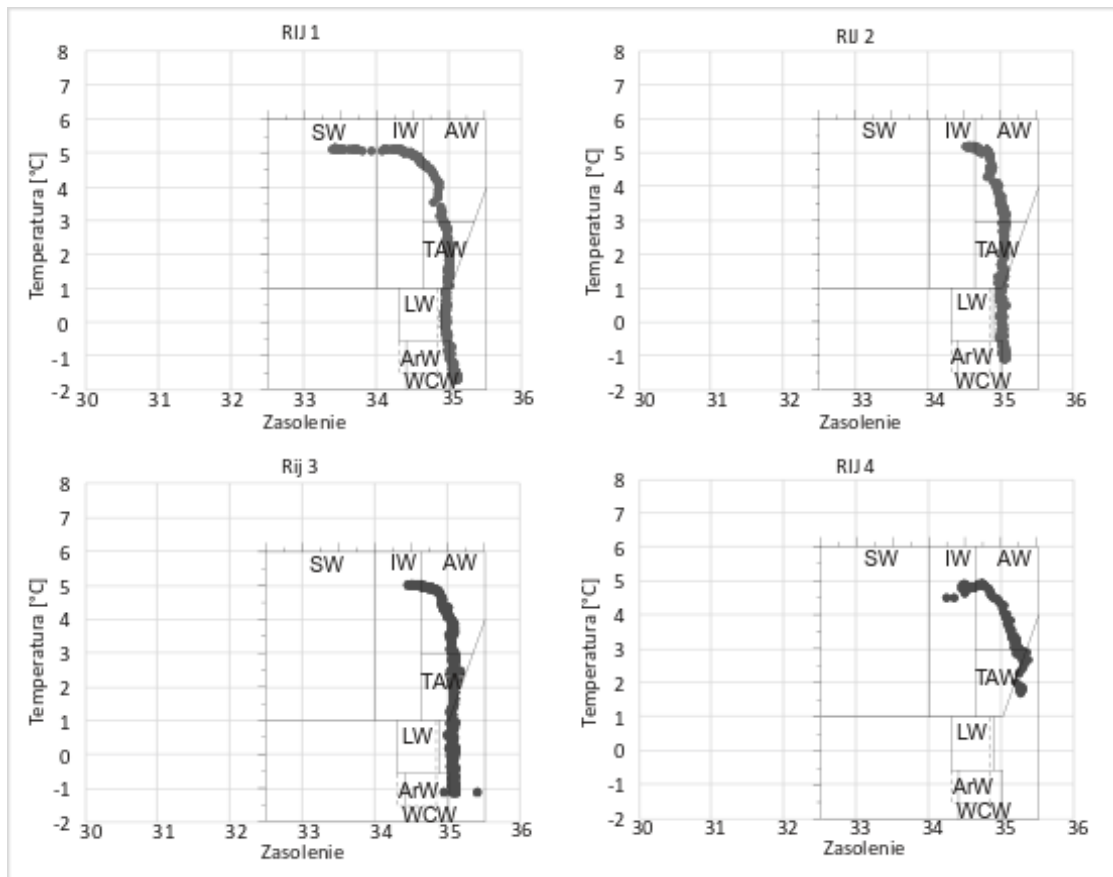 RIJ 1
8
7
6
5
4
3
2
1
0
-1
-2
Temperatura [°C]
SW IW AW
TAW
LW
ArW
WCW
30 31 32 33 34 35 36
Zasolenie
RIJ 2
8
7
6
5
4
3
2
1
0
-1
-2
Temperatura [°C]
SW IW AW
TAW
LW
ArW
WCW
30 31 32 33 34 35 36
Zasolenie
Rij 3
8
7
6
5
4
3
2
1
0
-1
-2
Temperatura [°C]
SW IW AW
TAW
LW
ArW
WCW
30 31 32 33 34 35 36
Zasolenie
RIJ 4
8
7
6
5
4
3
2
1
0
-1
-2
Temperatura [°C]
SW IW AW
TAW
LW
ArW
WCW
30 31 32 33 34 35 36
Zasolenie